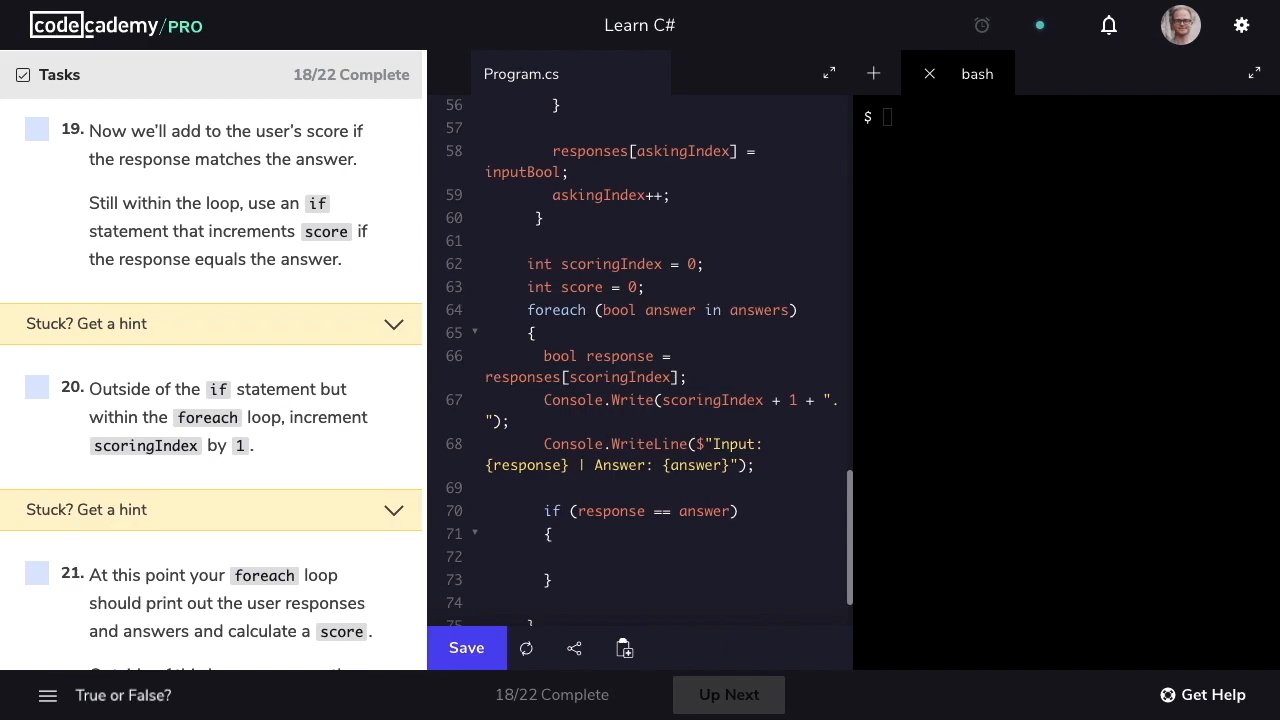 codecademy/PRO
Learn C#
Tasks
18/22 Complete
19. Now we'll add to the user's score if
the response matches the answer.
Still within the loop, use an if
statement that increments score if
the response equals the answer.
Stuck? Get a hint
20. Outside of the if statement but
within the foreach loop, increment
scoringIndex by 1.
Stuck? Get a hint
21. At this point your foreach loop
should print out the user responses
and answers and calculate a score.
Program.cs
56 }
57
58 responses[askingIndex] =
inputBool;
59 askingIndex++;
60 }
61
62 int scoringIndex = 0;
63 int score = 0;
64 foreach (bool answer in answers)
65 {
66 bool response =
responses[scoringIndex];
67 Console.Write(scoringIndex + 1 + ".
");
68 Console.WriteLine($"Input:
{response} | Answer: {answer}");
69
70 if (response == answer)
71 {
72
73 }
74
75 }
bash
$
Save
True or False?
18/22 Complete
Up Next
Get Help